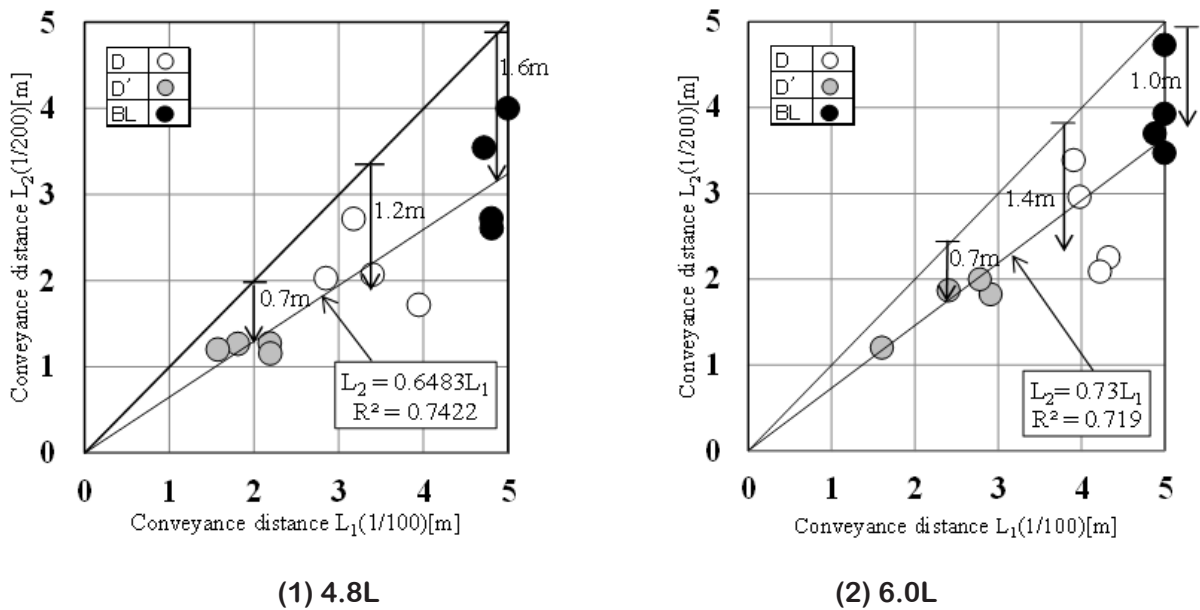 Conveyance distance L₂(1/200)[m]
5
4
3
2
1
0
D
D'
BL
1.6m
1.2m
0.7m
L₂ = 0.6483L₁
R² = 0.7422
0 1 2 3 4 5
Conveyance distance L₁(1/100)[m]
(1) 4.8L
Conveyance distance L₂(1/200)[m]
5
4
3
2
1
0
D
D'
BL
1.0m
1.4m
0.7m
L₂= 0.73L₁
R² = 0.719
0 1 2 3 4 5
Conveyance distance L₁(1/100)[m]
(2) 6.0L